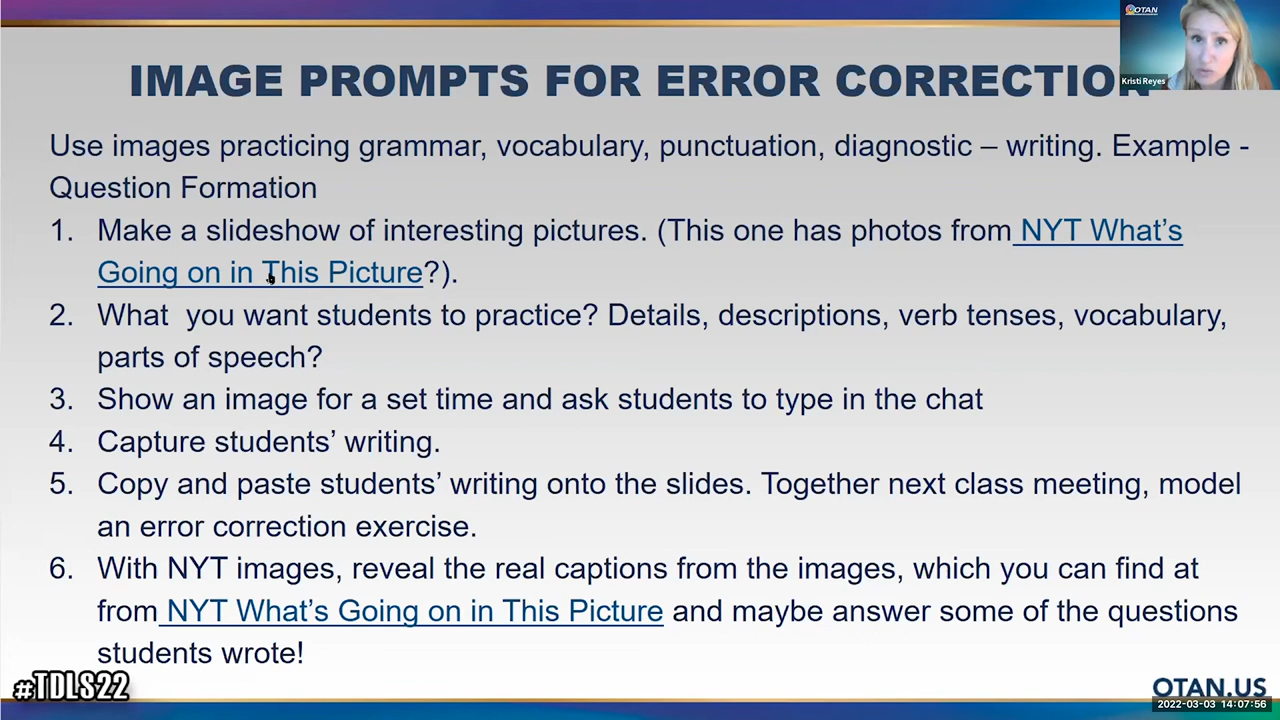 OTAN
Kristi Reyes
IMAGE PROMPTS FOR ERROR CORRECTION
Use images practicing grammar, vocabulary, punctuation, diagnostic – writing. Example -
Question Formation
1. Make a slideshow of interesting pictures. (This one has photos from NYT What's
Going on in This Picture?).
2. What  you want students to practice? Details, descriptions, verb tenses, vocabulary,
parts of speech?
3. Show an image for a set time and ask students to type in the chat
4. Capture students' writing.
5. Copy and paste students' writing onto the slides. Together next class meeting, model
an error correction exercise.
6. With NYT images, reveal the real captions from the images, which you can find at
from NYT What's Going on in This Picture and maybe answer some of the questions
students wrote!
#TDLS22
OTAN.US
2022-03-03 14:07:56